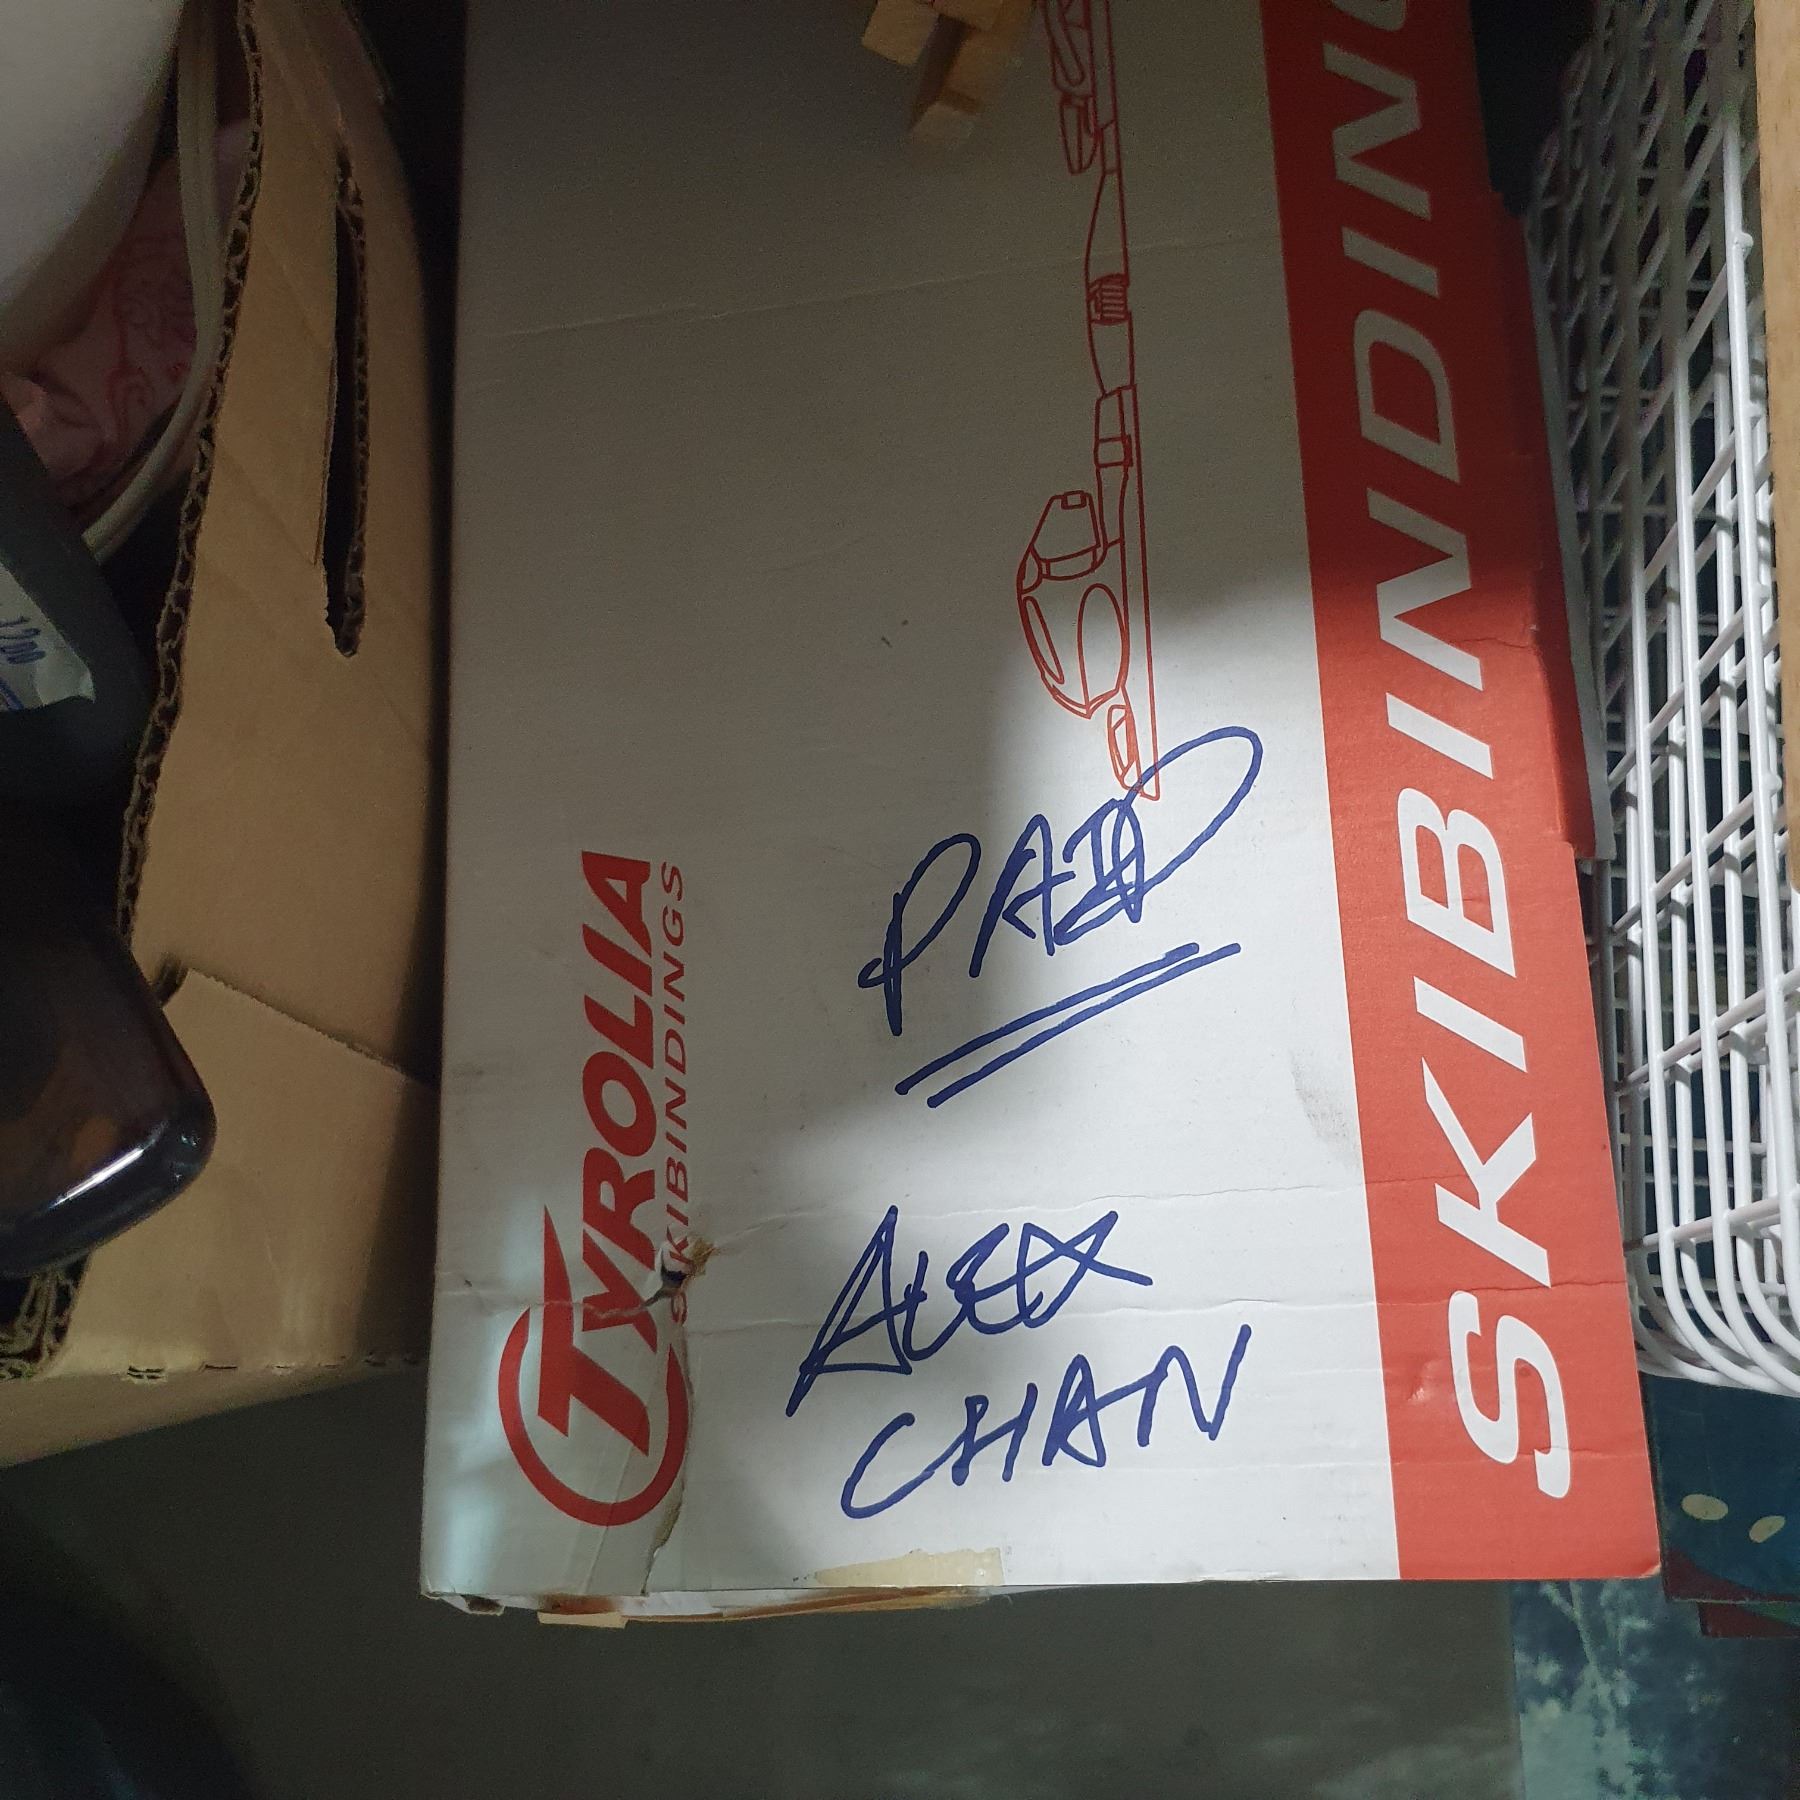 TYROLIA
SKIBINDINGS
PAID
ALEX
CHAN
SKIBINDING